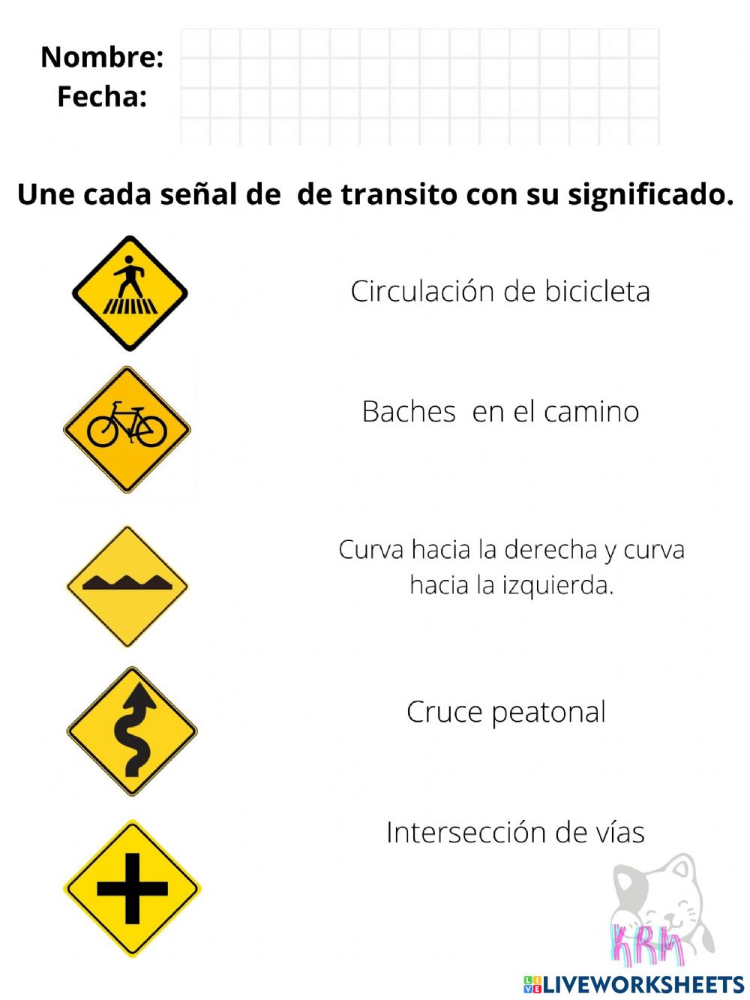 Nombre:
Fecha:
Une cada señal de  de transito con su significado.
Circulación de bicicleta
Baches  en el camino
Curva hacia la derecha y curva
hacia la izquierda.
Cruce peatonal
Intersección de vías
KRM
LIVEWORKSHEETS